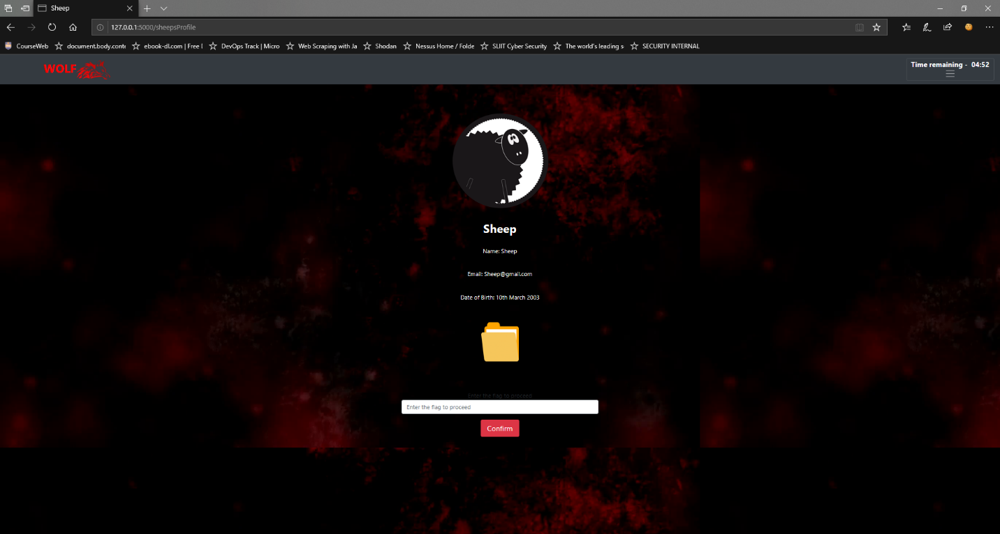 Sheep
127.0.0.1:5000/sheepsProfile
CourseWeb document.body.conte ebook-dl.com | Free I DevOps Track | Micro Web Scraping with Ja Shodan Nessus Home / Folde SLIIT Cyber Security The world's leading s SECURITY INTERNAL
WOLF
Time remaining - 04:52
Sheep
Name: Sheep
Email: Sheep@gmail.com
Date of Birth: 10th March 2003
Enter the flag to proceed
Enter the flag to proceed
Confirm